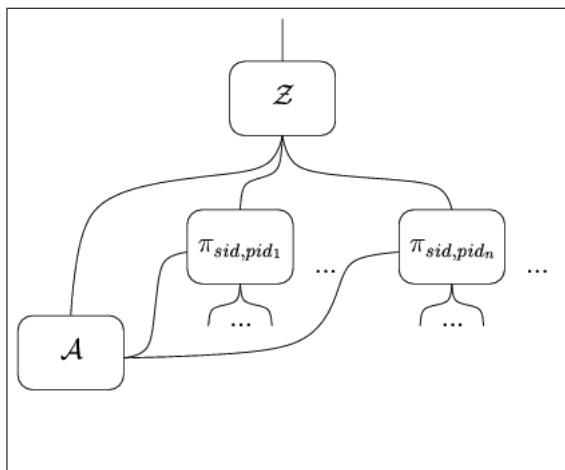 𝒵
π_{sid,pid_1} ... π_{sid,pid_n} ...
... ...
𝒜